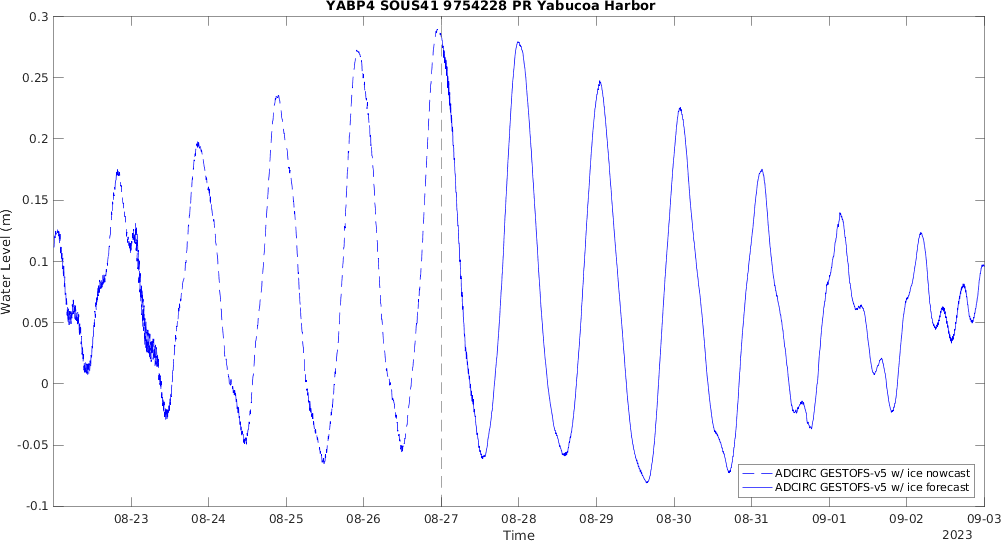 YABP4 SOUS41 9754228 PR Yabucoa Harbor
0.3
0.25
0.2
0.15
0.1
0.05
0
-0.05
-0.1
Water Level (m)
08-23 08-24 08-25 08-26 08-27 08-28 08-29 08-30 08-31 09-01 09-02 09-03
Time
2023
ADCIRC GESTOFS-v5 w/ ice nowcast
ADCIRC GESTOFS-v5 w/ ice forecast